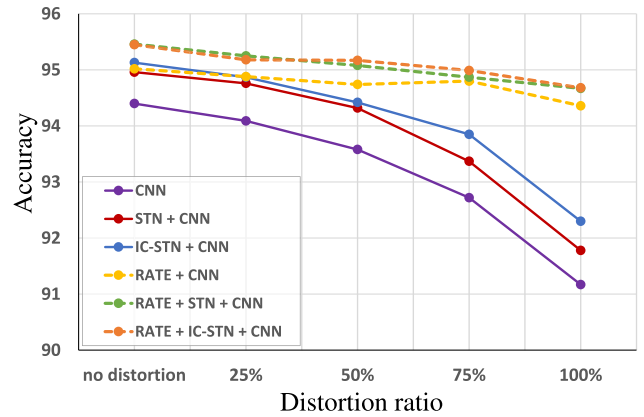 96
95
94
93
92
91
90
Accuracy
CNN
STN + CNN
IC-STN + CNN
RATE + CNN
RATE + STN + CNN
RATE + IC-STN + CNN
no distortion 25% 50% 75% 100%
Distortion ratio